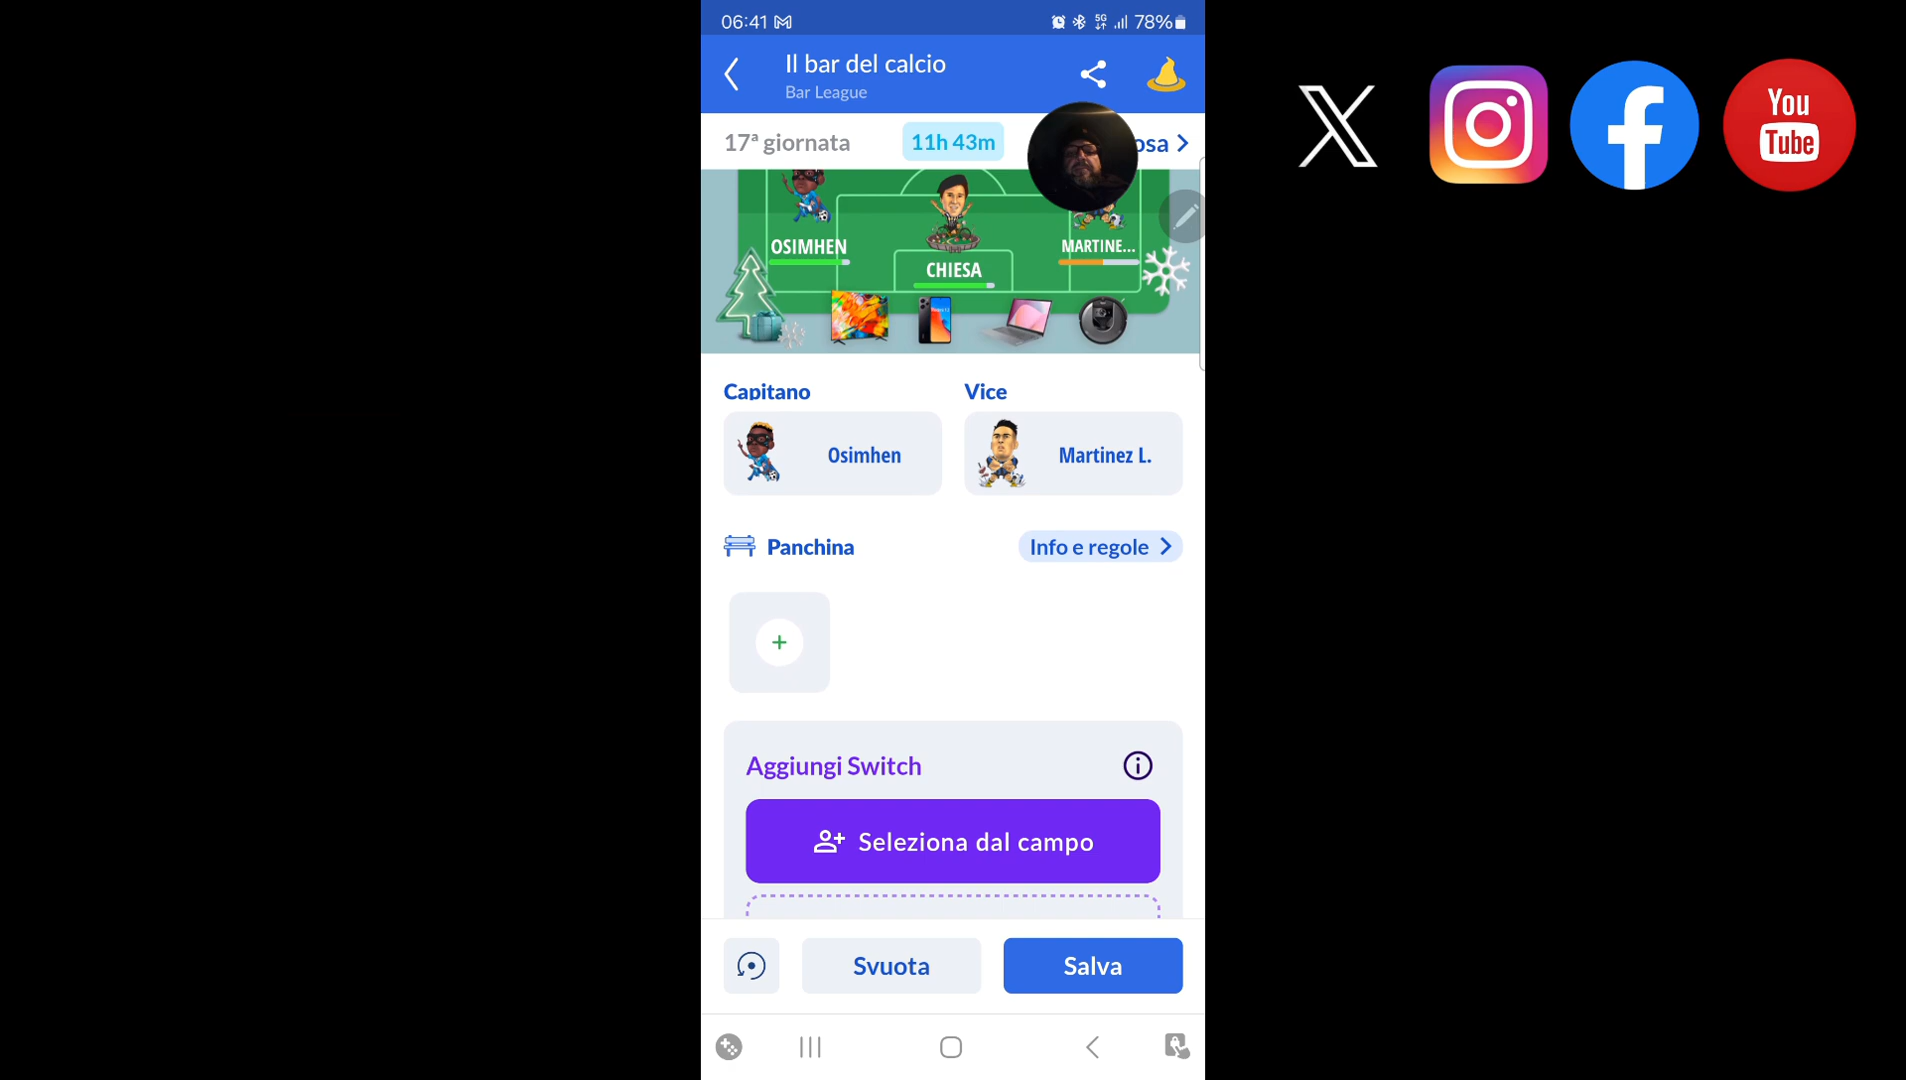 06:41
5G
78%
Il bar del calcio
Bar League
17ª giornata
11h 43m
osa
OSIMHEN
CHIESA
MARTINE...
Capitano
Vice
Osimhen
Martinez L.
Panchina
Info e regole
Aggiungi Switch
Seleziona dal campo
Svuota
Salva
You
Tube